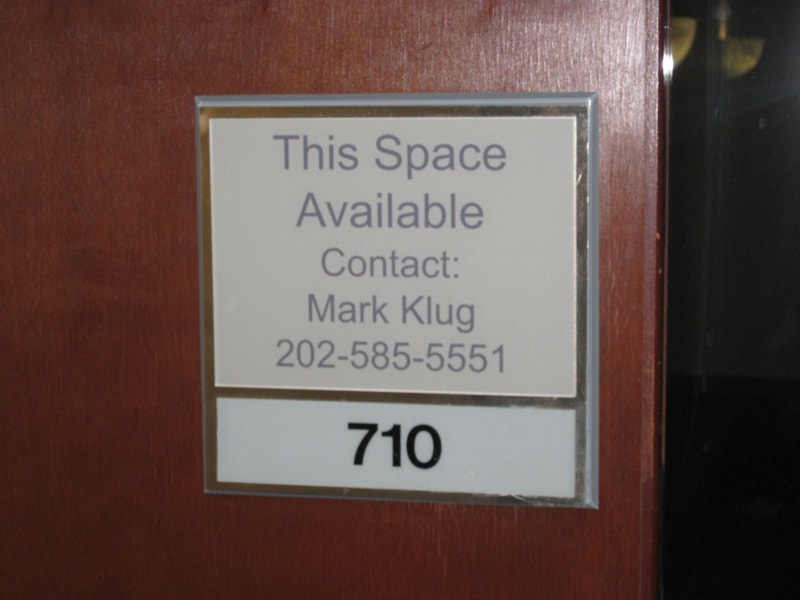 This Space
Available
Contact:
Mark Klug
202-585-5551
710